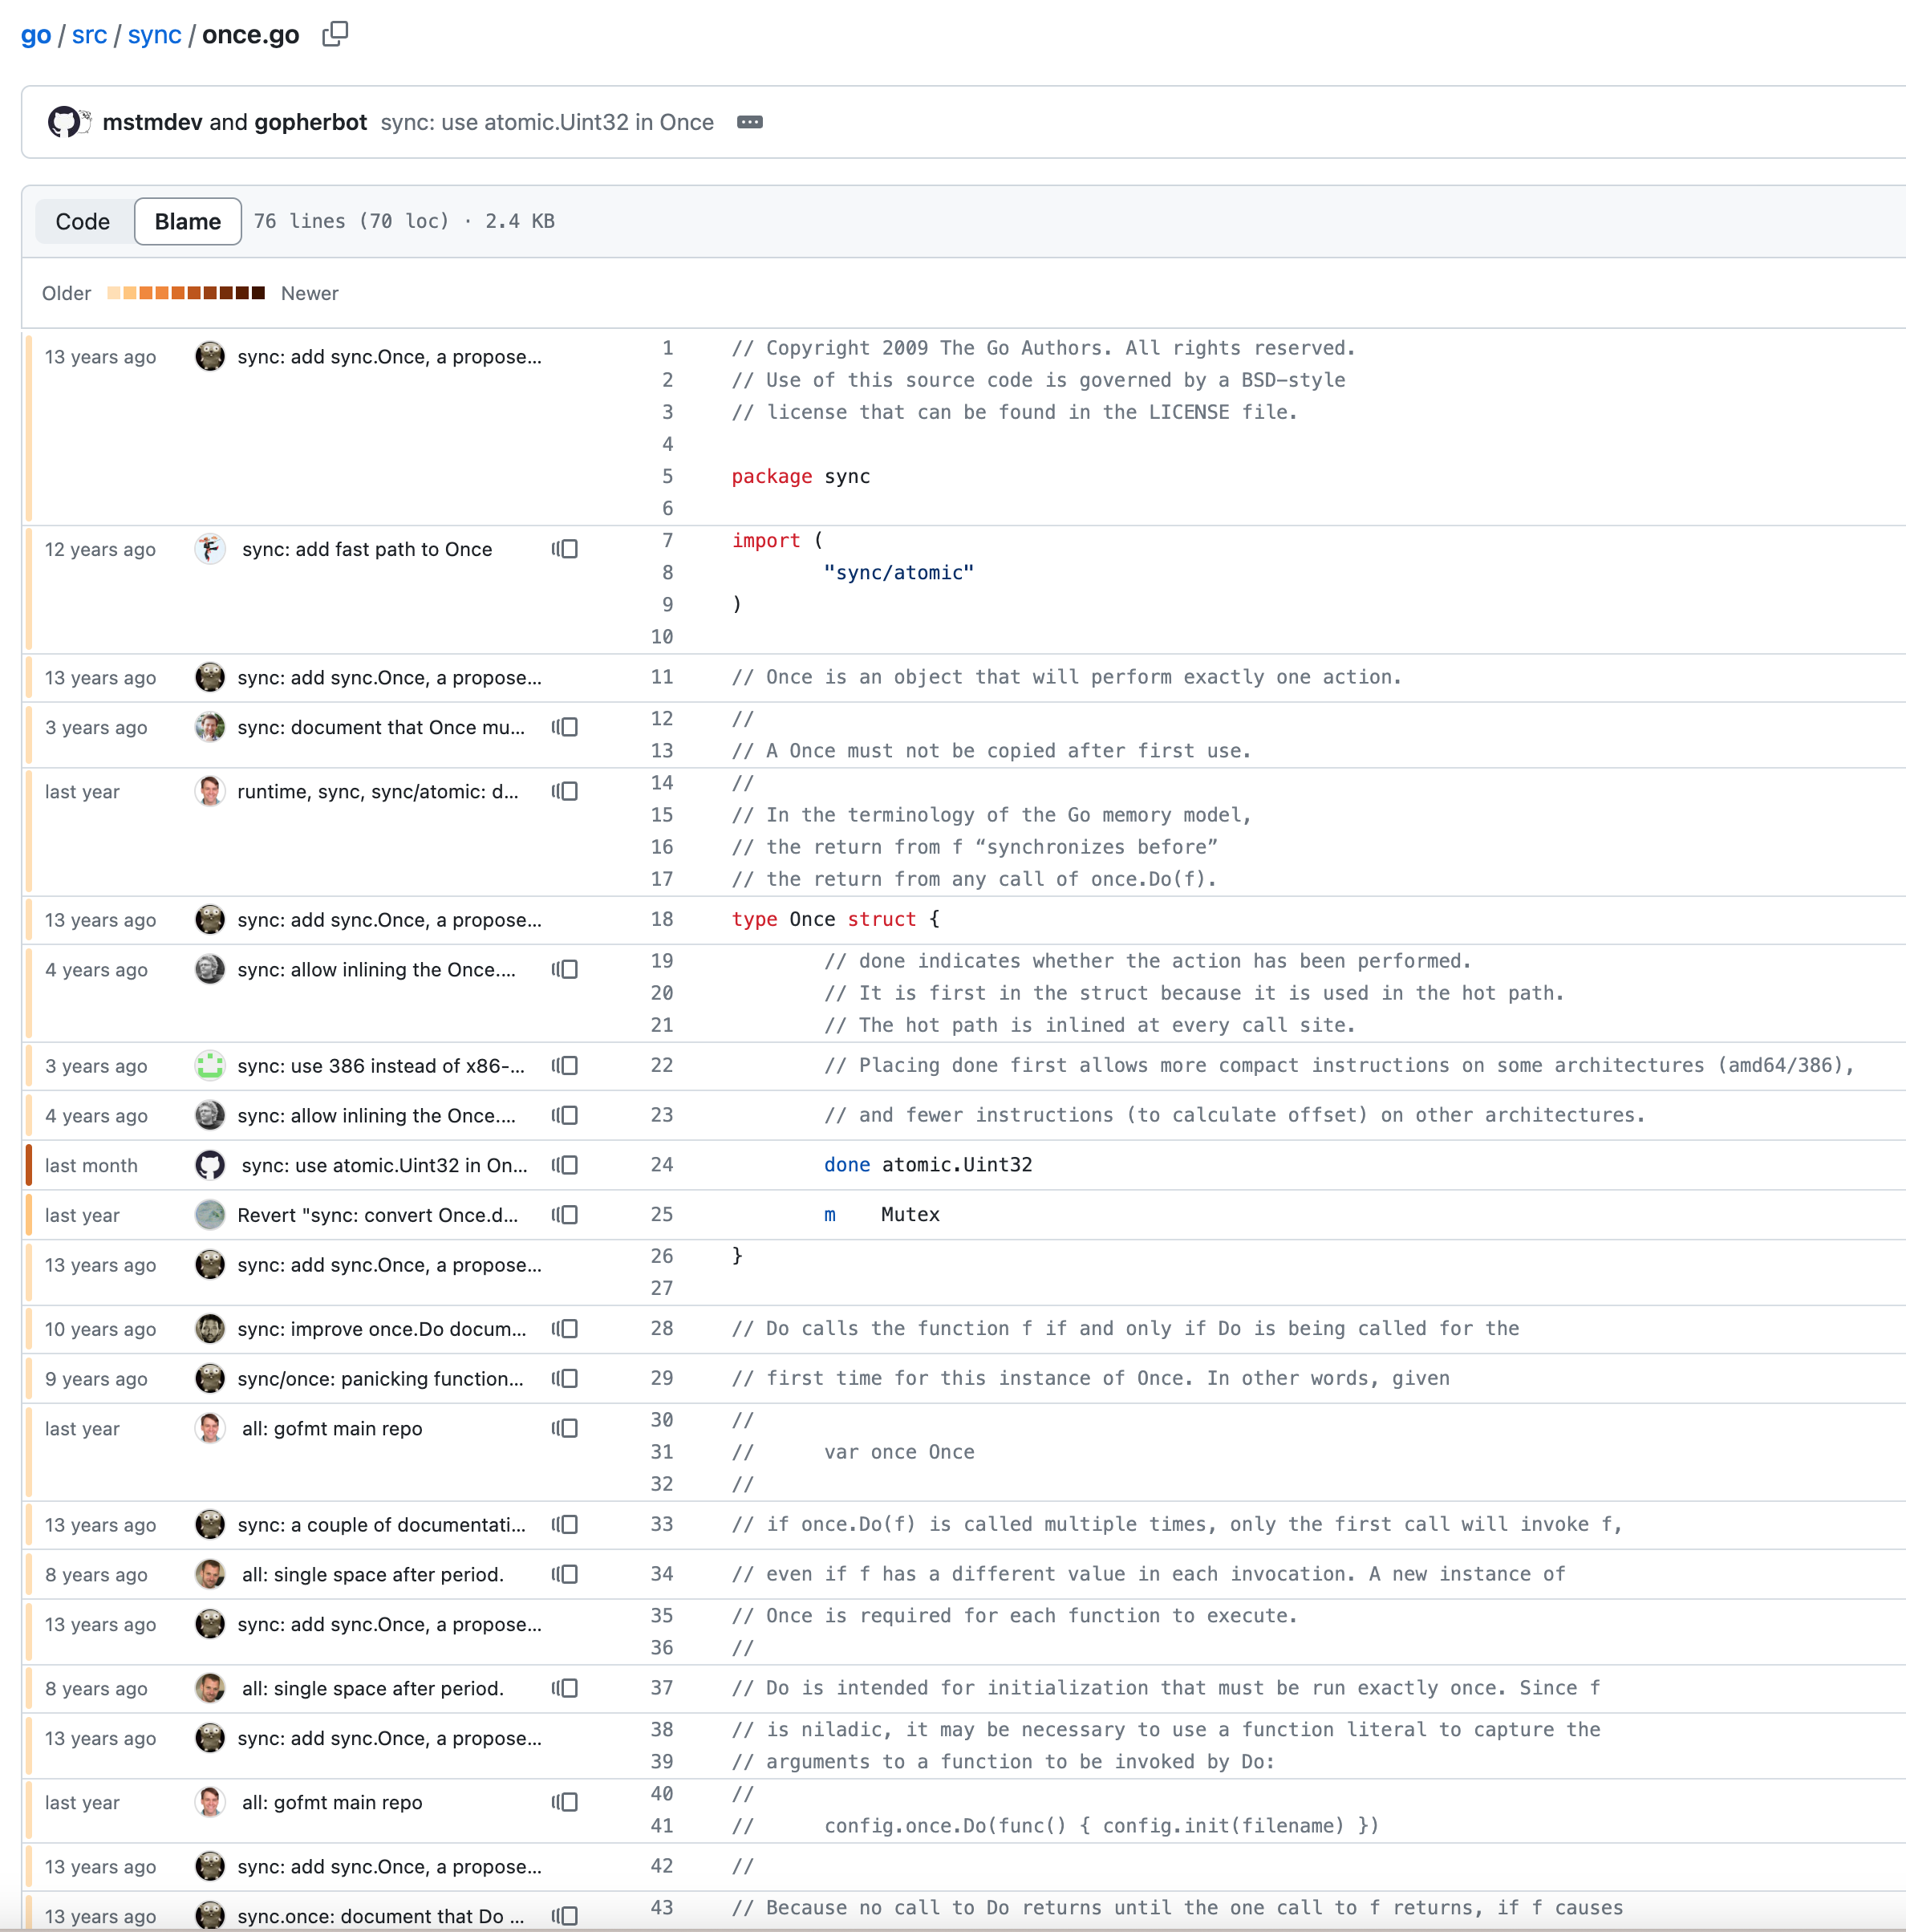 go / src / sync / once.go
mstmdev and gopherbot sync: use atomic.Uint32 in Once
Code Blame 76 lines (70 loc) · 2.4 KB
Older Newer
13 years ago sync: add sync.Once, a propose... 1 // Copyright 2009 The Go Authors. All rights reserved.
2 // Use of this source code is governed by a BSD-style
3 // license that can be found in the LICENSE file.
4
5 package sync
6
12 years ago sync: add fast path to Once 7 import (
8 "sync/atomic"
9 )
10
13 years ago sync: add sync.Once, a propose... 11 // Once is an object that will perform exactly one action.
3 years ago sync: document that Once mu... 12 //
13 // A Once must not be copied after first use.
last year runtime, sync, sync/atomic: d... 14 //
15 // In the terminology of the Go memory model,
16 // the return from f “synchronizes before”
17 // the return from any call of once.Do(f).
13 years ago sync: add sync.Once, a propose... 18 type Once struct {
4 years ago sync: allow inlining the Once.... 19 // done indicates whether the action has been performed.
20 // It is first in the struct because it is used in the hot path.
21 // The hot path is inlined at every call site.
3 years ago sync: use 386 instead of x86-... 22 // Placing done first allows more compact instructions on some architectures (amd64/386),
4 years ago sync: allow inlining the Once.... 23 // and fewer instructions (to calculate offset) on other architectures.
last month sync: use atomic.Uint32 in On... 24 done atomic.Uint32
last year Revert "sync: convert Once.d... 25 m Mutex
13 years ago sync: add sync.Once, a propose... 26 }
27
10 years ago sync: improve once.Do docum... 28 // Do calls the function f if and only if Do is being called for the
9 years ago sync/once: panicking function... 29 // first time for this instance of Once. In other words, given
last year all: gofmt main repo 30 //
31 // var once Once
32 //
13 years ago sync: a couple of documentati... 33 // if once.Do(f) is called multiple times, only the first call will invoke f,
8 years ago all: single space after period. 34 // even if f has a different value in each invocation. A new instance of
13 years ago sync: add sync.Once, a propose... 35 // Once is required for each function to execute.
36 //
8 years ago all: single space after period. 37 // Do is intended for initialization that must be run exactly once. Since f
13 years ago sync: add sync.Once, a propose... 38 // is niladic, it may be necessary to use a function literal to capture the
39 // arguments to a function to be invoked by Do:
last year all: gofmt main repo 40 //
41 // config.once.Do(func() { config.init(filename) })
13 years ago sync: add sync.Once, a propose... 42 //
13 years ago sync.once: document that Do ... 43 // Because no call to Do returns until the one call to f returns, if f causes